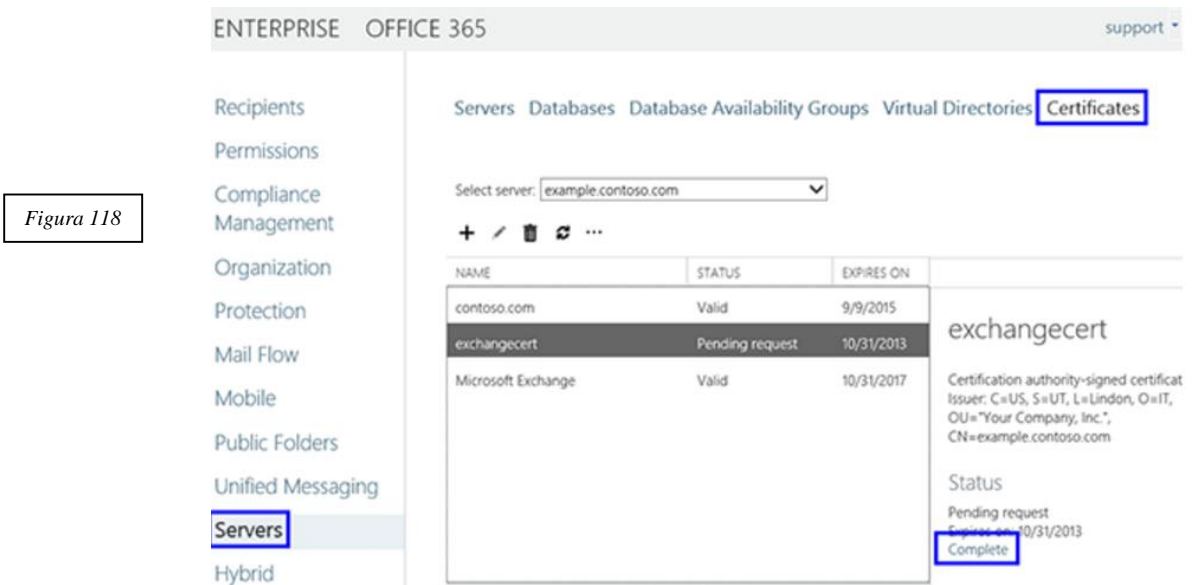 ENTERPRISE OFFICE 365
support
Figura 118
Recipients
Permissions
Compliance
Management
Organization
Protection
Mail Flow
Mobile
Public Folders
Unified Messaging
Servers
Hybrid
Servers Databases Database Availability Groups Virtual Directories Certificates
Select server: example.contoso.com
NAME STATUS EXPIRES ON
contoso.com Valid 9/9/2015
exchangecert Pending request 10/31/2013
Microsoft Exchange Valid 10/31/2017
exchangecert
Certification authority-signed certificat
Issuer: C=US, S=UT, L=Lindon, O=IT,
OU="Your Company, Inc.",
CN=example.contoso.com
Status
Pending request
Expires on: 10/31/2013
Complete